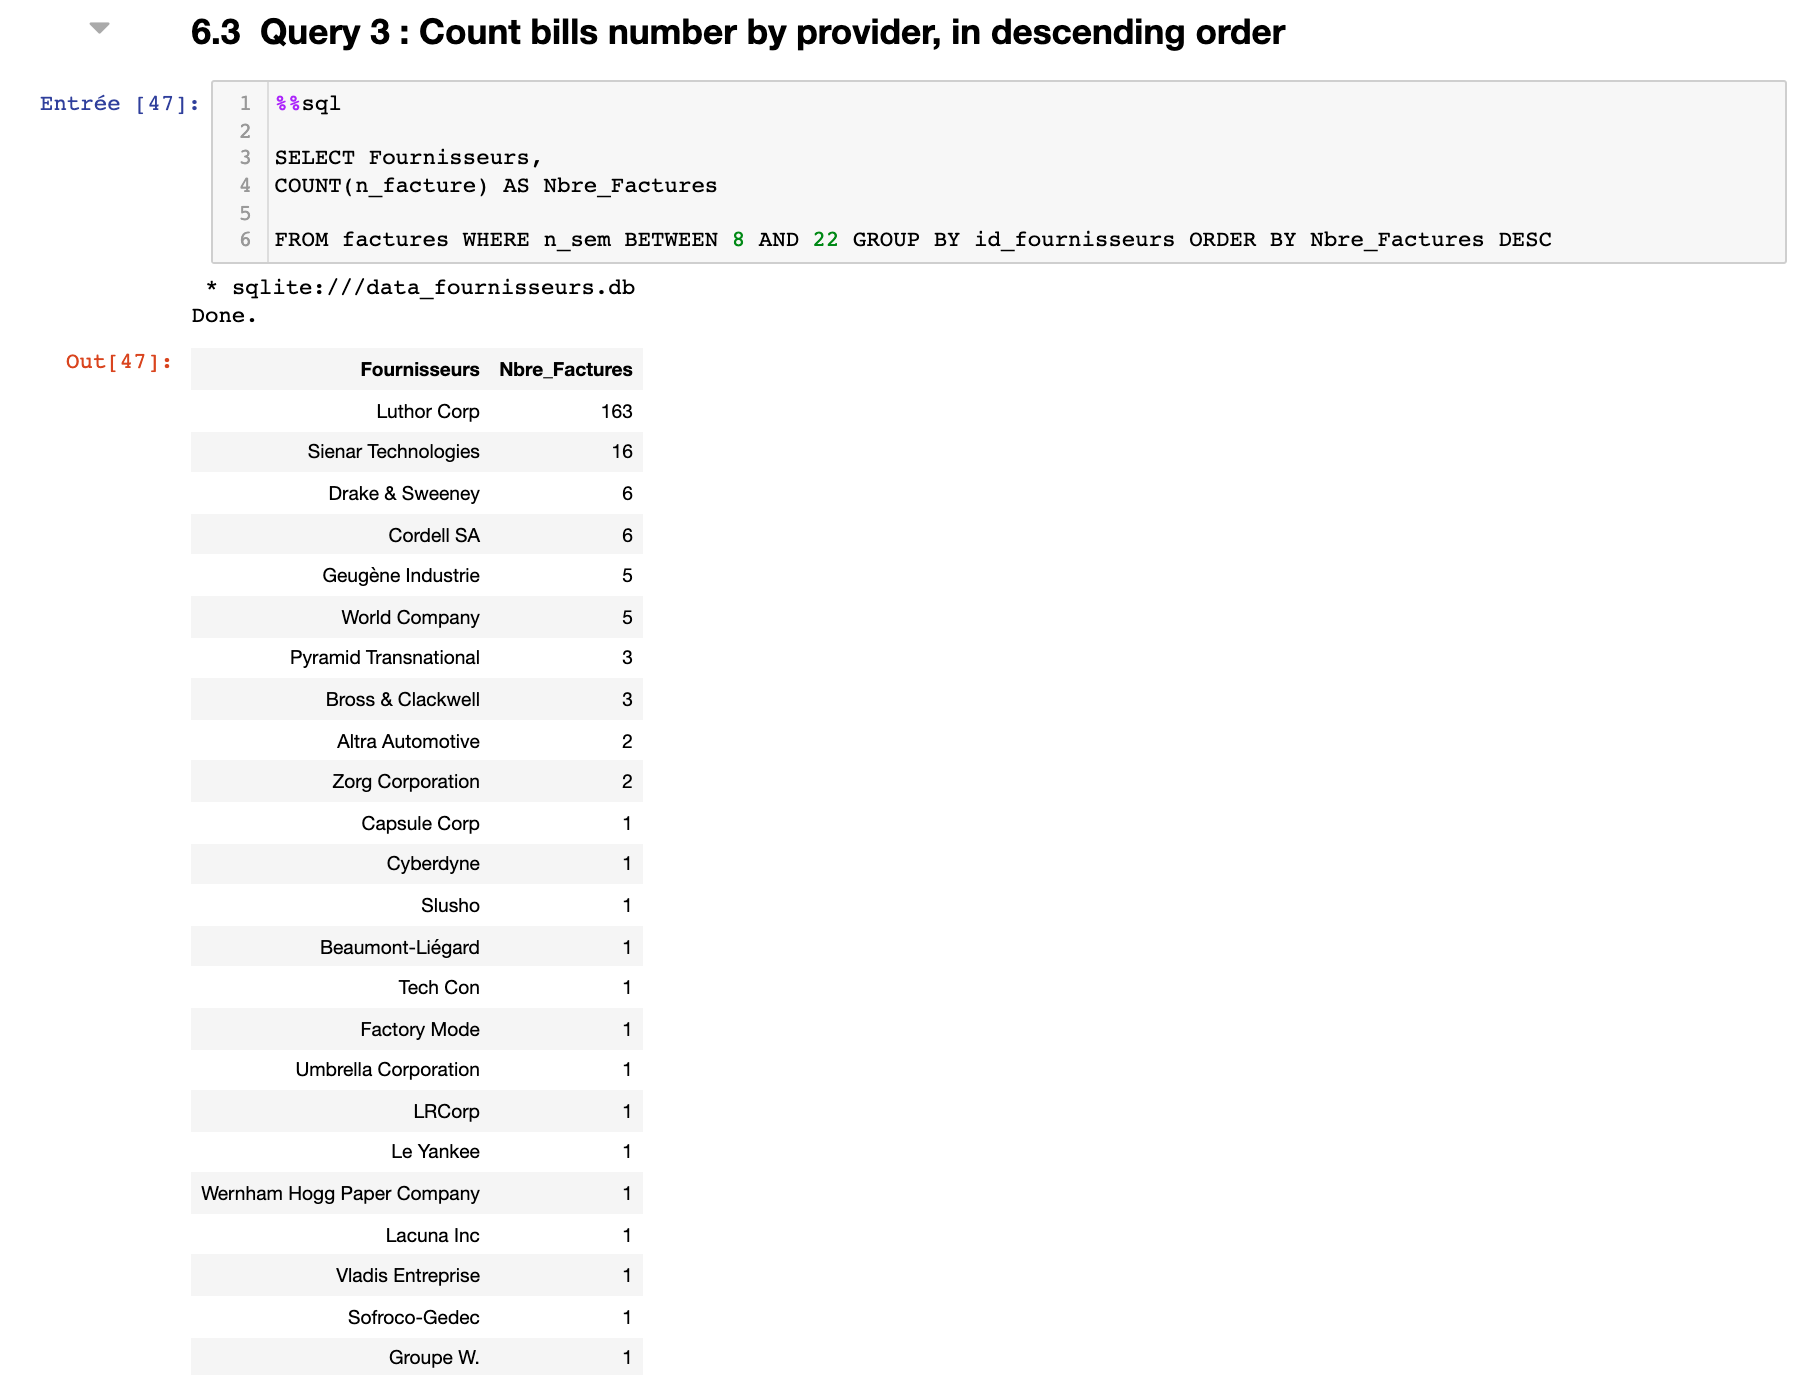 6.3 Query 3 : Count bills number by provider, in descending order
Entrée [47]:
1 %%sql
2
3 SELECT Fournisseurs,
4 COUNT(n_facture) AS Nbre_Factures
5
6 FROM factures WHERE n_sem BETWEEN 8 AND 22 GROUP BY id_fournisseurs ORDER BY Nbre_Factures DESC
* sqlite:///data_fournisseurs.db
Done.
Out[47]:
Fournisseurs Nbre_Factures
Luthor Corp 163
Sienar Technologies 16
Drake & Sweeney 6
Cordell SA 6
Geugène Industrie 5
World Company 5
Pyramid Transnational 3
Bross & Clackwell 3
Altra Automotive 2
Zorg Corporation 2
Capsule Corp 1
Cyberdyne 1
Slusho 1
Beaumont-Liégard 1
Tech Con 1
Factory Mode 1
Umbrella Corporation 1
LRCorp 1
Le Yankee 1
Wernham Hogg Paper Company 1
Lacuna Inc 1
Vladis Entreprise 1
Sofroco-Gedec 1
Groupe W. 1